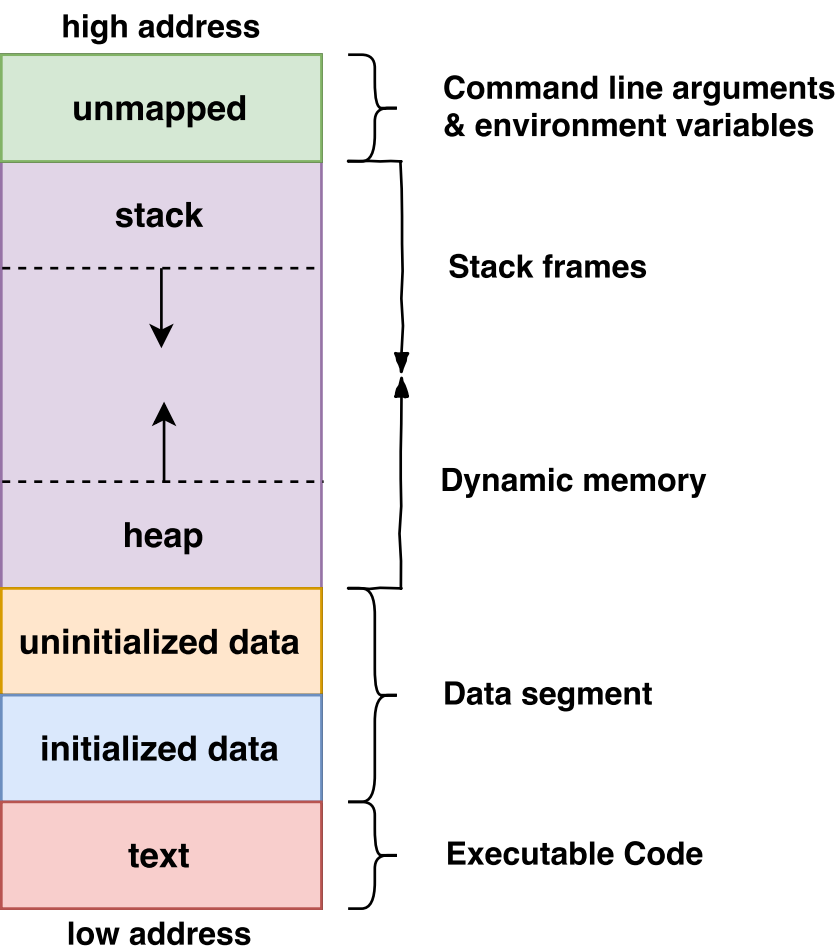 high address
unmapped
Command line arguments
& environment variables
stack
Stack frames
Dynamic memory
heap
uninitialized data
Data segment
initialized data
text
Executable Code
low address